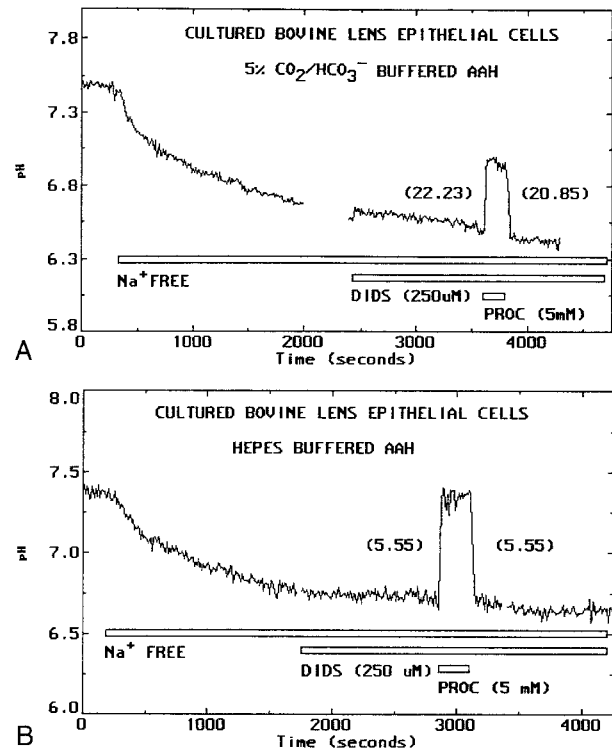 7.8
CULTURED BOVINE LENS EPITHELIAL CELLS
5% CO2/HCO3- BUFFERED AAH
7.3
pH
6.8
(22.23)
(20.85)
6.3
Na+ FREE
DIDS (250uM)
PROC (5mM)
5.8
0
1000
2000
3000
4000
Time (seconds)
A
8.0
CULTURED BOVINE LENS EPITHELIAL CELLS
HEPES BUFFERED AAH
7.5
pH
(5.55)
(5.55)
7.0
6.5
Na+ FREE
DIDS (250 uM)
PROC (5 mM)
6.0
0
1000
2000
3000
4000
Time (seconds)
B